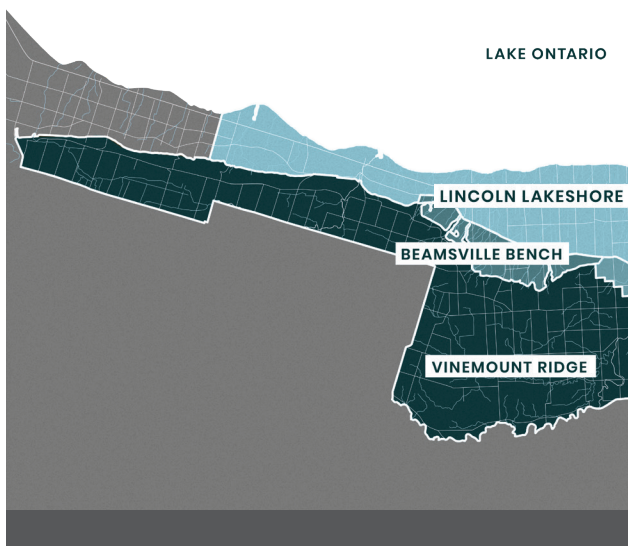 LAKE ONTARIO
LINCOLN LAKESHORE
BEAMSVILLE BENCH
VINEMOUNT RIDGE